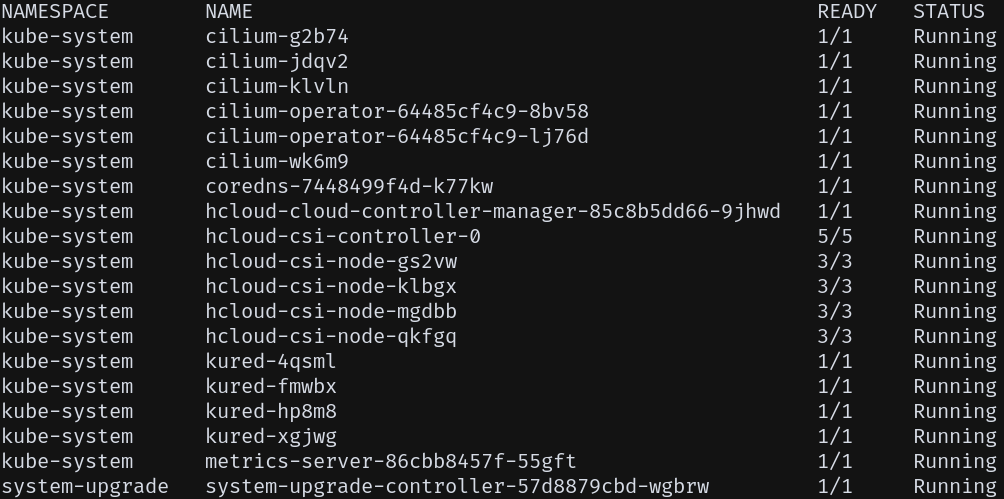 NAMESPACE NAME READY STATUS
kube-system cilium-g2b74 1/1 Running
kube-system cilium-jdqv2 1/1 Running
kube-system cilium-klvln 1/1 Running
kube-system cilium-operator-64485cf4c9-8bv58 1/1 Running
kube-system cilium-operator-64485cf4c9-lj76d 1/1 Running
kube-system cilium-wk6m9 1/1 Running
kube-system coredns-7448499f4d-k77kw 1/1 Running
kube-system hcloud-cloud-controller-manager-85c8b5dd66-9jhwd 1/1 Running
kube-system hcloud-csi-controller-0 5/5 Running
kube-system hcloud-csi-node-gs2vw 3/3 Running
kube-system hcloud-csi-node-klbgx 3/3 Running
kube-system hcloud-csi-node-mgdbb 3/3 Running
kube-system hcloud-csi-node-qkfgq 3/3 Running
kube-system kured-4qsml 1/1 Running
kube-system kured-fmwbx 1/1 Running
kube-system kured-hp8m8 1/1 Running
kube-system kured-xgjwg 1/1 Running
kube-system metrics-server-86cbb8457f-55gft 1/1 Running
system-upgrade system-upgrade-controller-57d8879cbd-wgbrw 1/1 Running